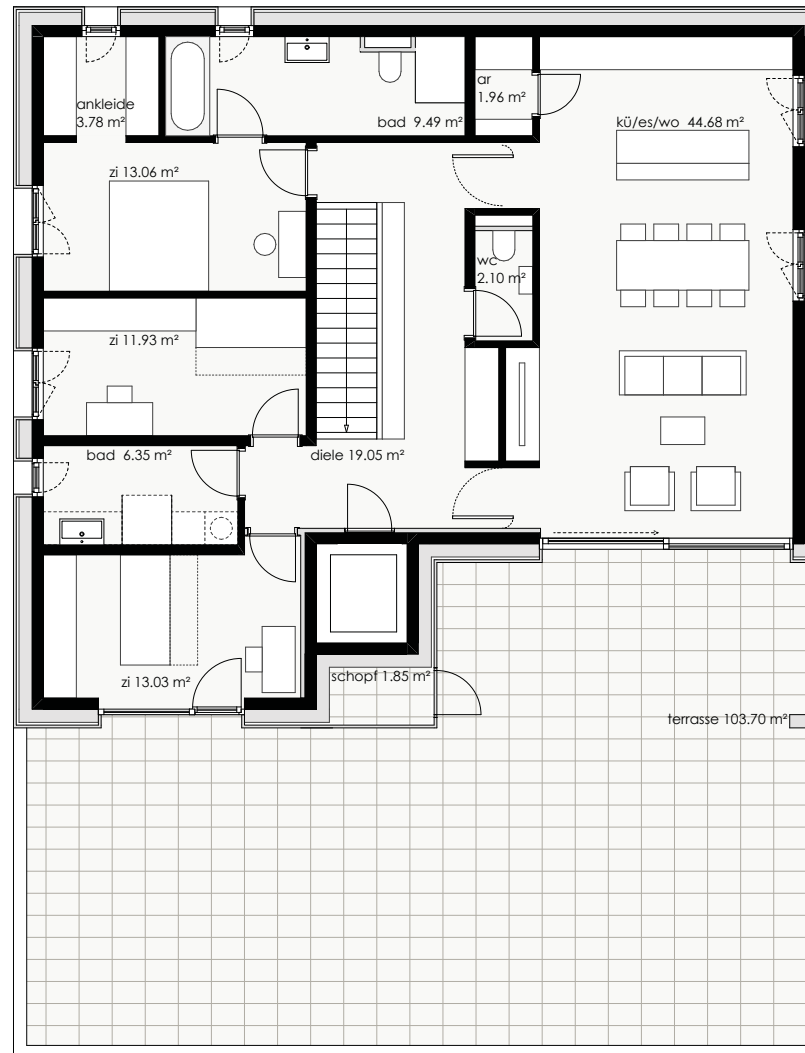 ankleide
3.78 m²
bad 9.49 m²
ar
1.96 m²
kü/es/wo 44.68 m²
zi 13.06 m²
wc
2.10 m²
zi 11.93 m²
bad 6.35 m²
diele 19.05 m²
zi 13.03 m²
schopf 1.85 m²
terrasse 103.70 m²